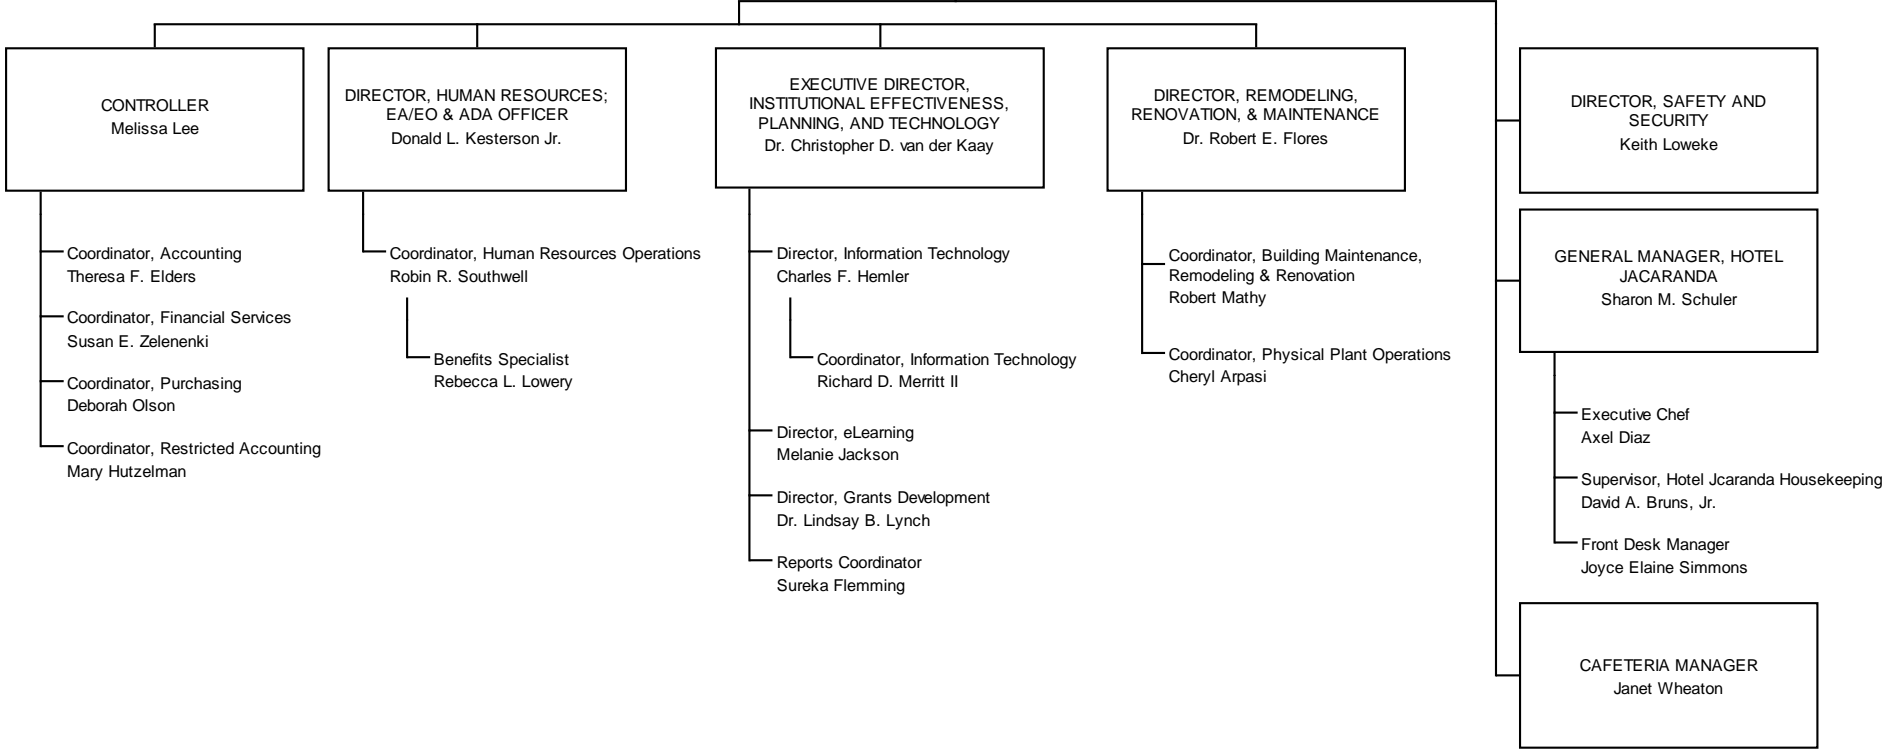 CONTROLLER
Melissa Lee
Coordinator, Accounting
Theresa F. Elders
Coordinator, Financial Services
Susan E. Zelenenki
Coordinator, Purchasing
Deborah Olson
Coordinator, Restricted Accounting
Mary Hutzelman
DIRECTOR, HUMAN RESOURCES;
EA/EO & ADA OFFICER
Donald L. Kesterson Jr.
Coordinator, Human Resources Operations
Robin R. Southwell
Benefits Specialist
Rebecca L. Lowery
EXECUTIVE DIRECTOR,
INSTITUTIONAL EFFECTIVENESS,
PLANNING, AND TECHNOLOGY
Dr. Christopher D. van der Kaay
Director, Information Technology
Charles F. Hemler
Coordinator, Information Technology
Richard D. Merritt II
Director, eLearning
Melanie Jackson
Director, Grants Development
Dr. Lindsay B. Lynch
Reports Coordinator
Sureka Flemming
DIRECTOR, REMODELING,
RENOVATION, & MAINTENANCE
Dr. Robert E. Flores
Coordinator, Building Maintenance,
Remodeling & Renovation
Robert Mathy
Coordinator, Physical Plant Operations
Cheryl Arpasi
DIRECTOR, SAFETY AND
SECURITY
Keith Loweke
GENERAL MANAGER, HOTEL
JACARANDA
Sharon M. Schuler
Executive Chef
Axel Diaz
Supervisor, Hotel Jcaranda Housekeeping
David A. Bruns, Jr.
Front Desk Manager
Joyce Elaine Simmons
CAFETERIA MANAGER
Janet Wheaton